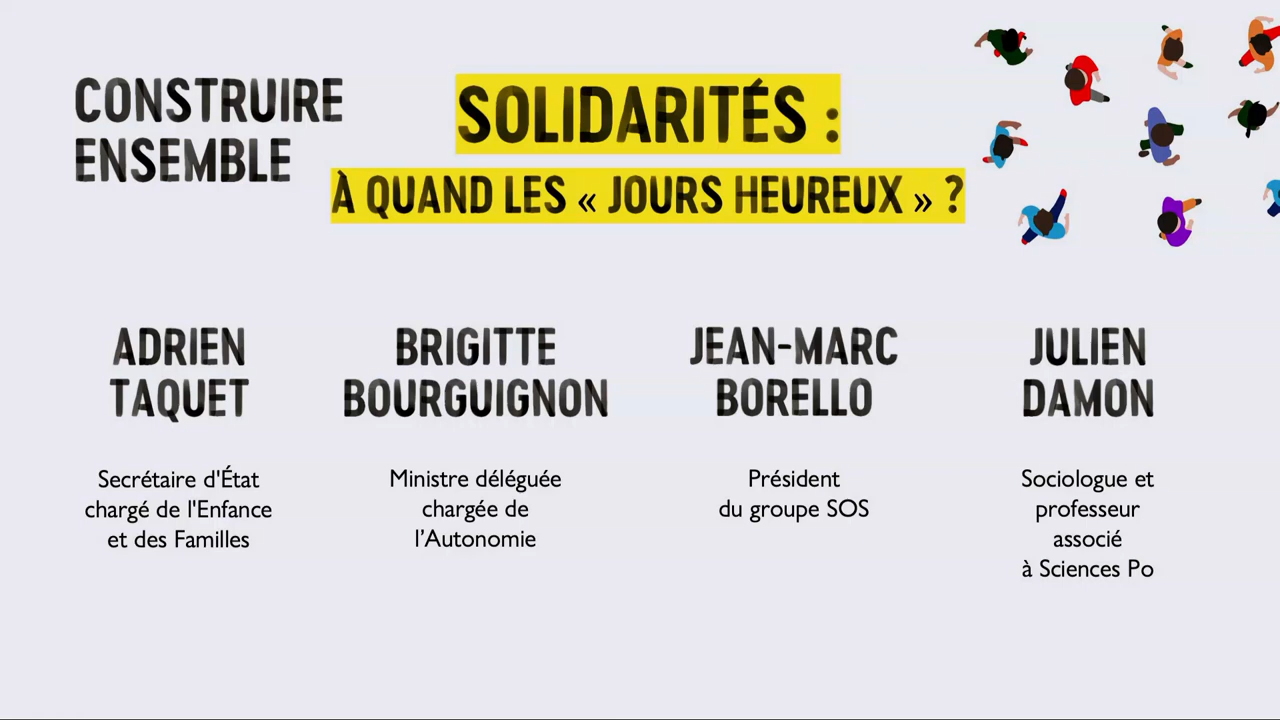 CONSTRUIRE
ENSEMBLE
SOLIDARITÉS :
À QUAND LES « JOURS HEUREUX » ?
ADRIEN
TAQUET
Secrétaire d'État
chargé de l'Enfance
et des Familles
BRIGITTE
BOURGUIGNON
Ministre déléguée
chargée de
l’Autonomie
JEAN-MARC
BORELLO
Président
du groupe SOS
JULIEN
DAMON
Sociologue et
professeur
associé
à Sciences Po